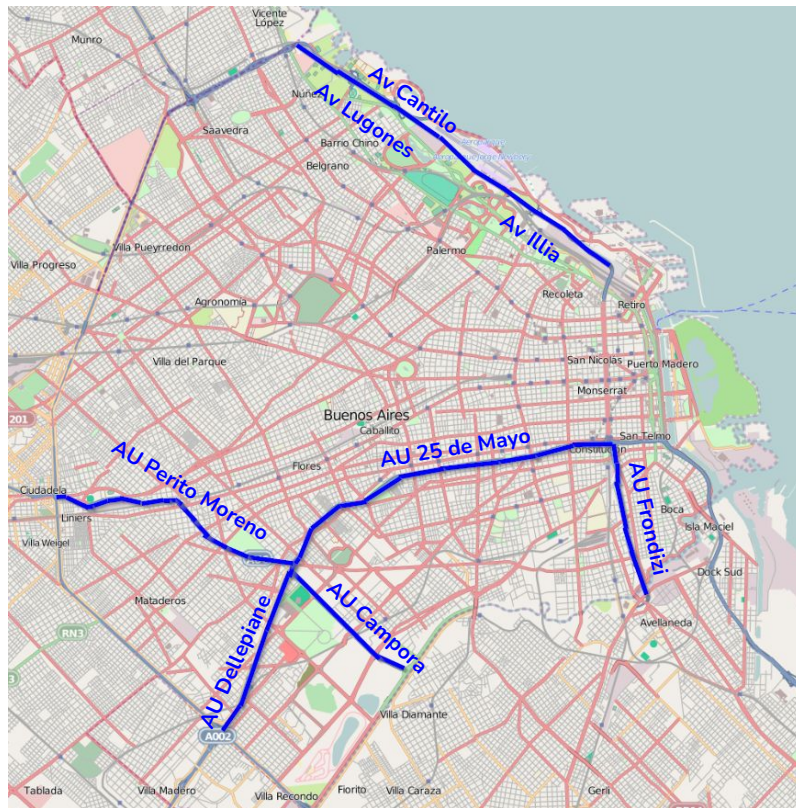 Vicente
López
Munro
Av Cantilo
Núñez
Av Lugones
Saavedra
Barrio Chino
Belgrano
Villa Pueyrredon
Av Illia
Palermo
Villa Progreso
Recoleta
Agronomía
Retiro
Villa del Parque
San Nicolás
Puerto Madero
Monserrat
201
Buenos Aires
Caballito
AU 25 de Mayo
San Telmo
Constitución
AU Perito Moreno
Flores
Ciudadela
Liniers
AU Frondizi
Boca
Isla Maciel
Villa Weigel
Dock Sud
Mataderos
AU Dellepiane
AU Campora
Avellaneda
RN3
3
Villa Diamante
A002
Tablada
Villa Madero
Villa Recondo
Fiorito
Villa Caraza
Gerli